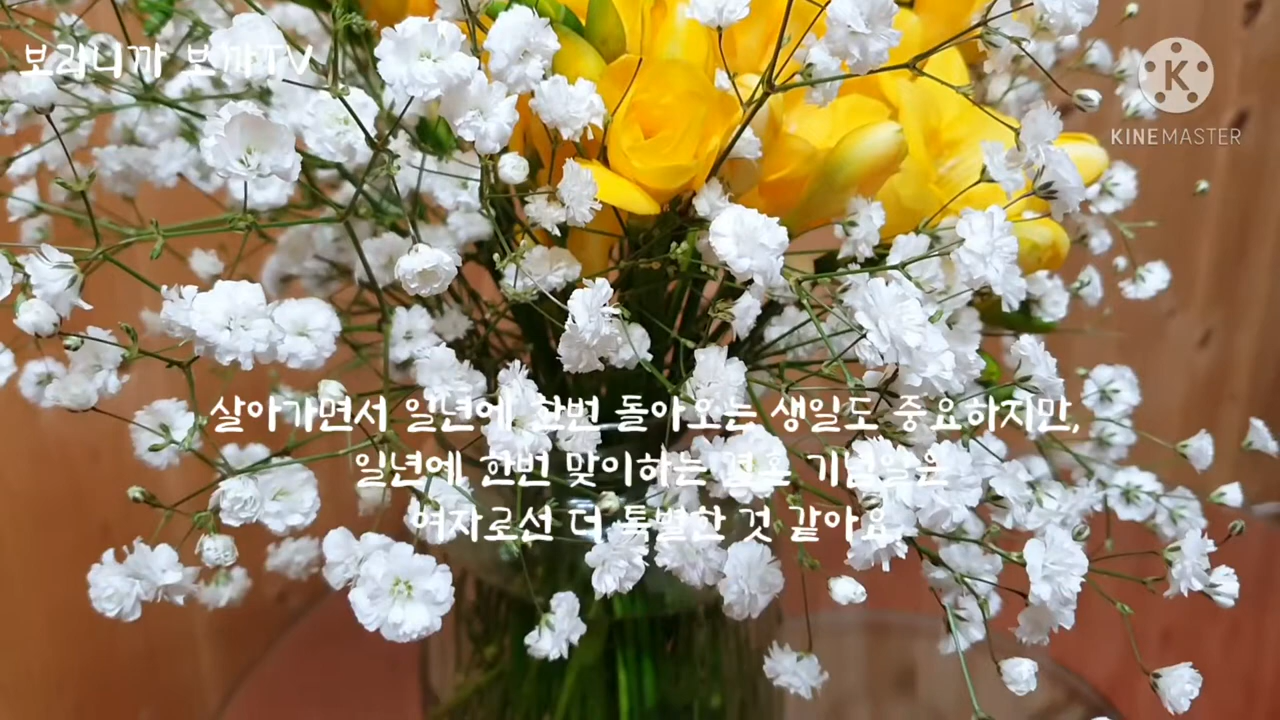 보리니까 보까TV
KINEMASTER
살아가면서 일년에 한번 돌아오는 생일도 중요하지만,
일년에 한번 맞이하는 결혼 기념일은
여자로선 더 특별한 것 같아요